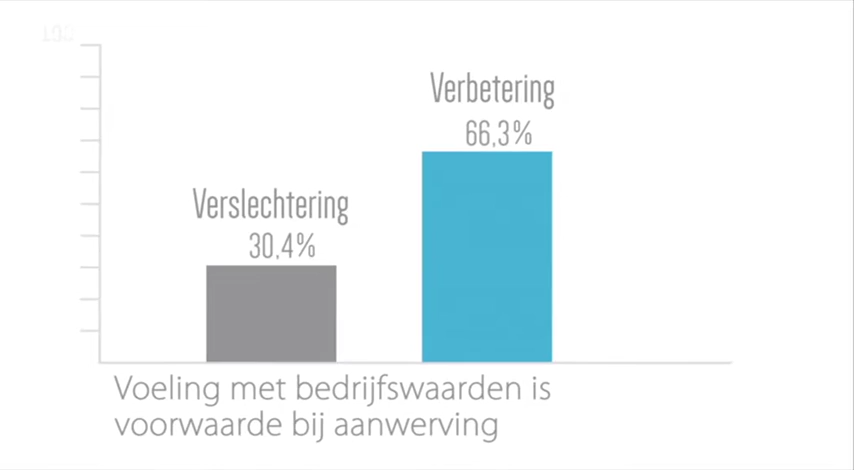 Verbetering
66,3%
Verslechtering
30,4%
Voeling met bedrijfswaarden is
voorwaarde bij aanwerving